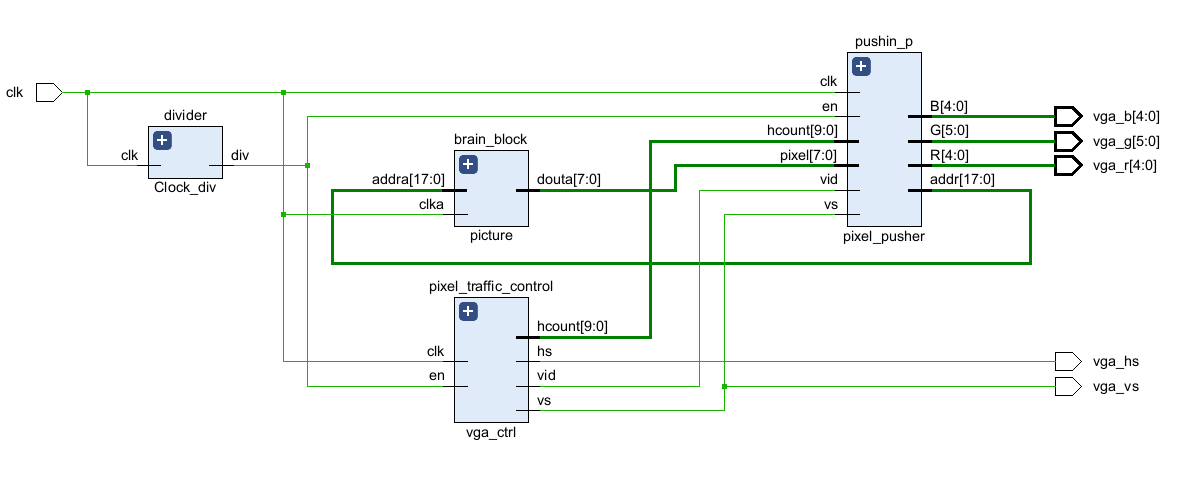 clk
divider
clk
div
Clock_div
brain_block
addra[17:0]
clka
douta[7:0]
picture
pixel_traffic_control
clk
en
hcount[9:0]
hs
vid
vs
vga_ctrl
pushin_p
clk
en
hcount[9:0]
pixel[7:0]
vid
vs
B[4:0]
G[5:0]
R[4:0]
addr[17:0]
pixel_pusher
vga_b[4:0]
vga_g[5:0]
vga_r[4:0]
vga_hs
vga_vs